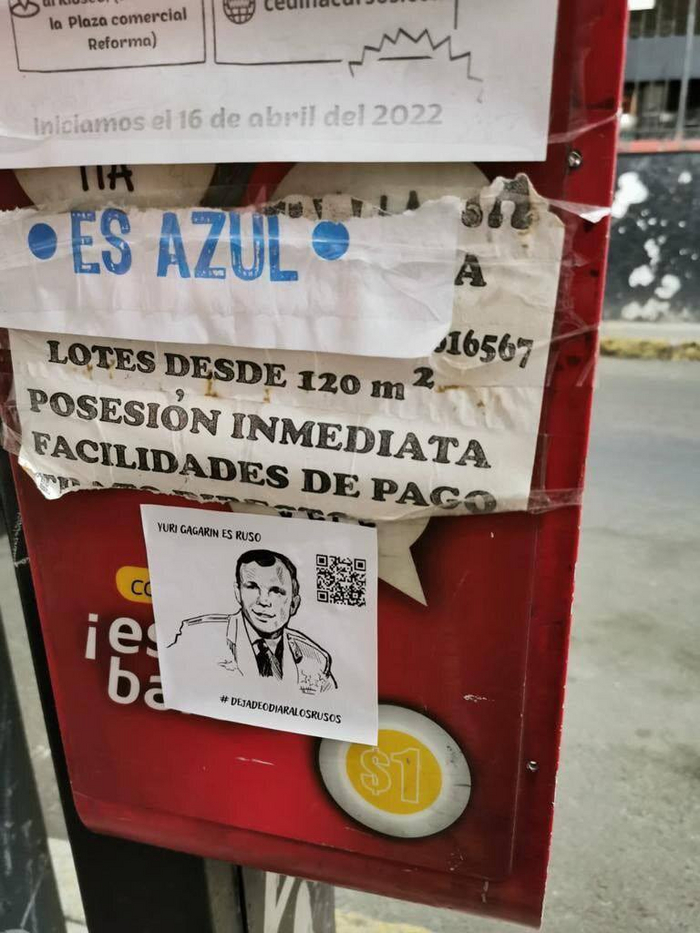 la Plaza comercial
Reforma)
Iniciamos el 16 de abril del 2022
ES AZUL
A
16567
LOTES DESDE 120 m²
POSESIÓN INMEDIATA
FACILIDADES DE PAGO
YURI GAGARIN ES RUSO
#DEJADEODIARALOSRUSOS
$1